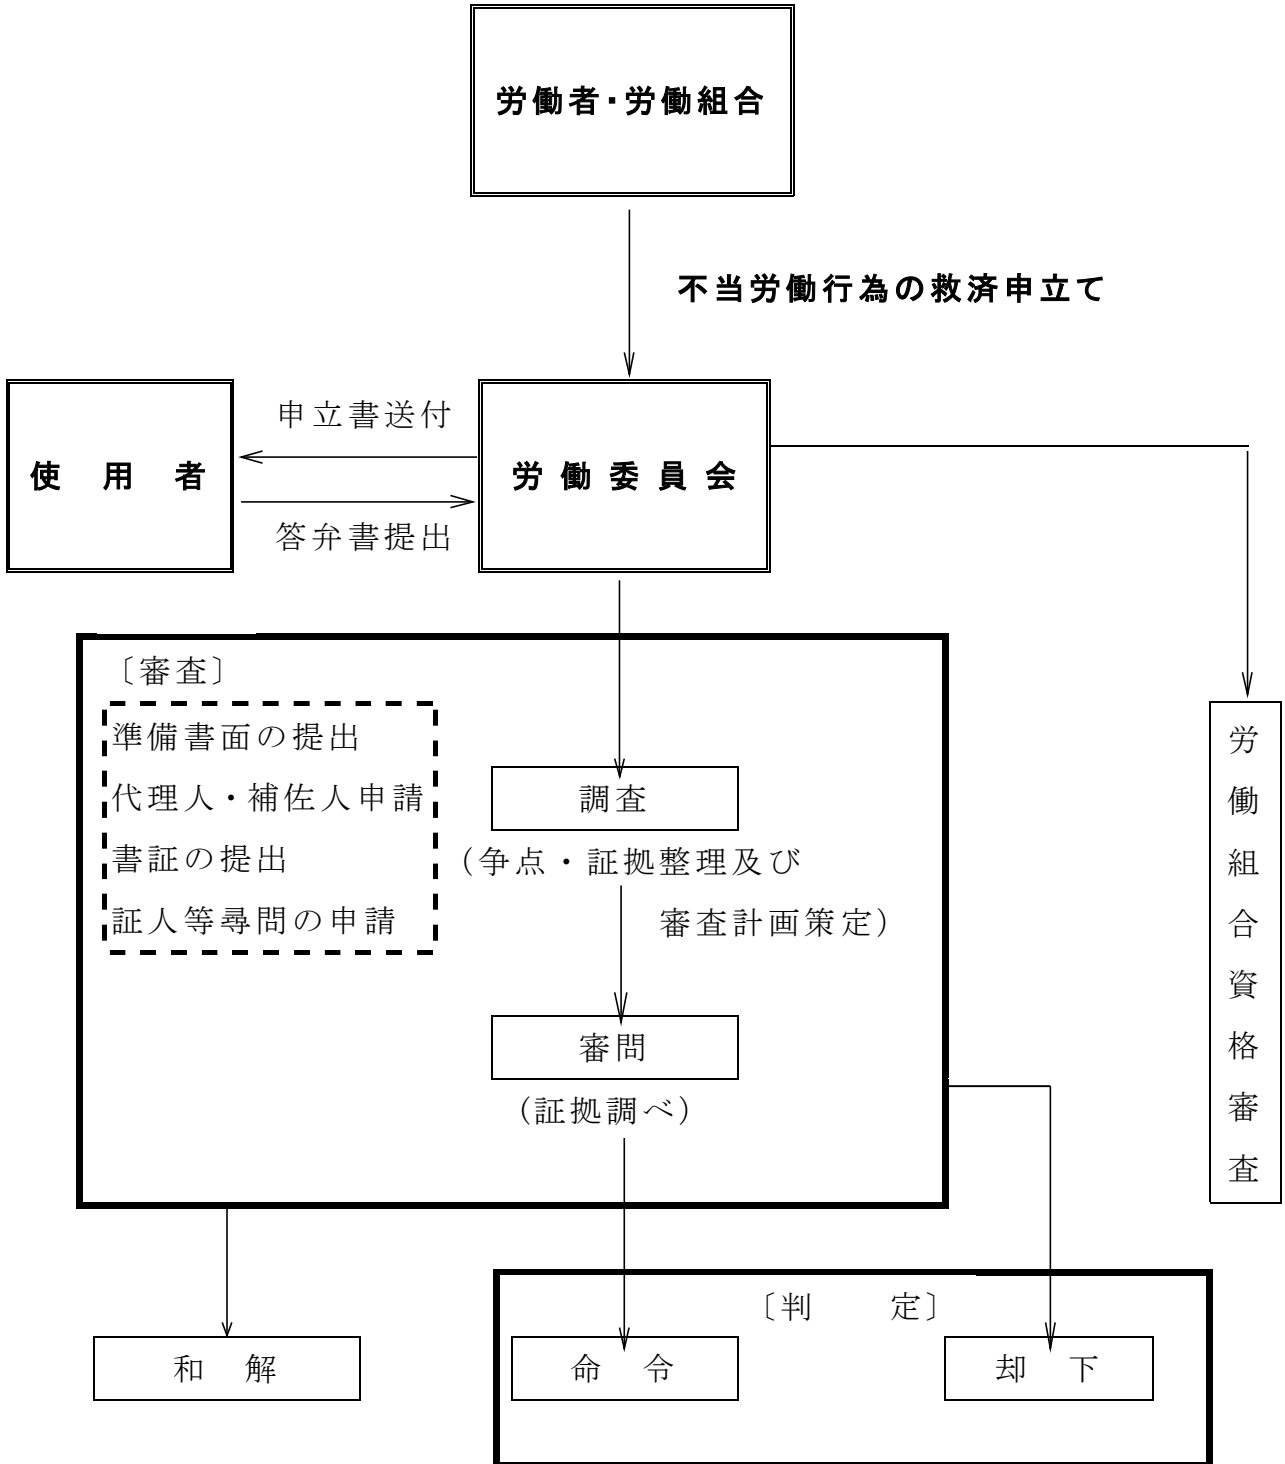 労働者・労働組合
不当労働行為の救済申立て
申立書送付
使　用　者
労働委員会
答弁書提出
〔審査〕
準備書面の提出
代理人・補佐人申請
書証の提出
証人等尋問の申請
調査
（争点・証拠整理及び
審査計画策定）
審問
（証拠調べ）
労働組合資格審査
〔判　　定〕
和　解
命　令
却　下